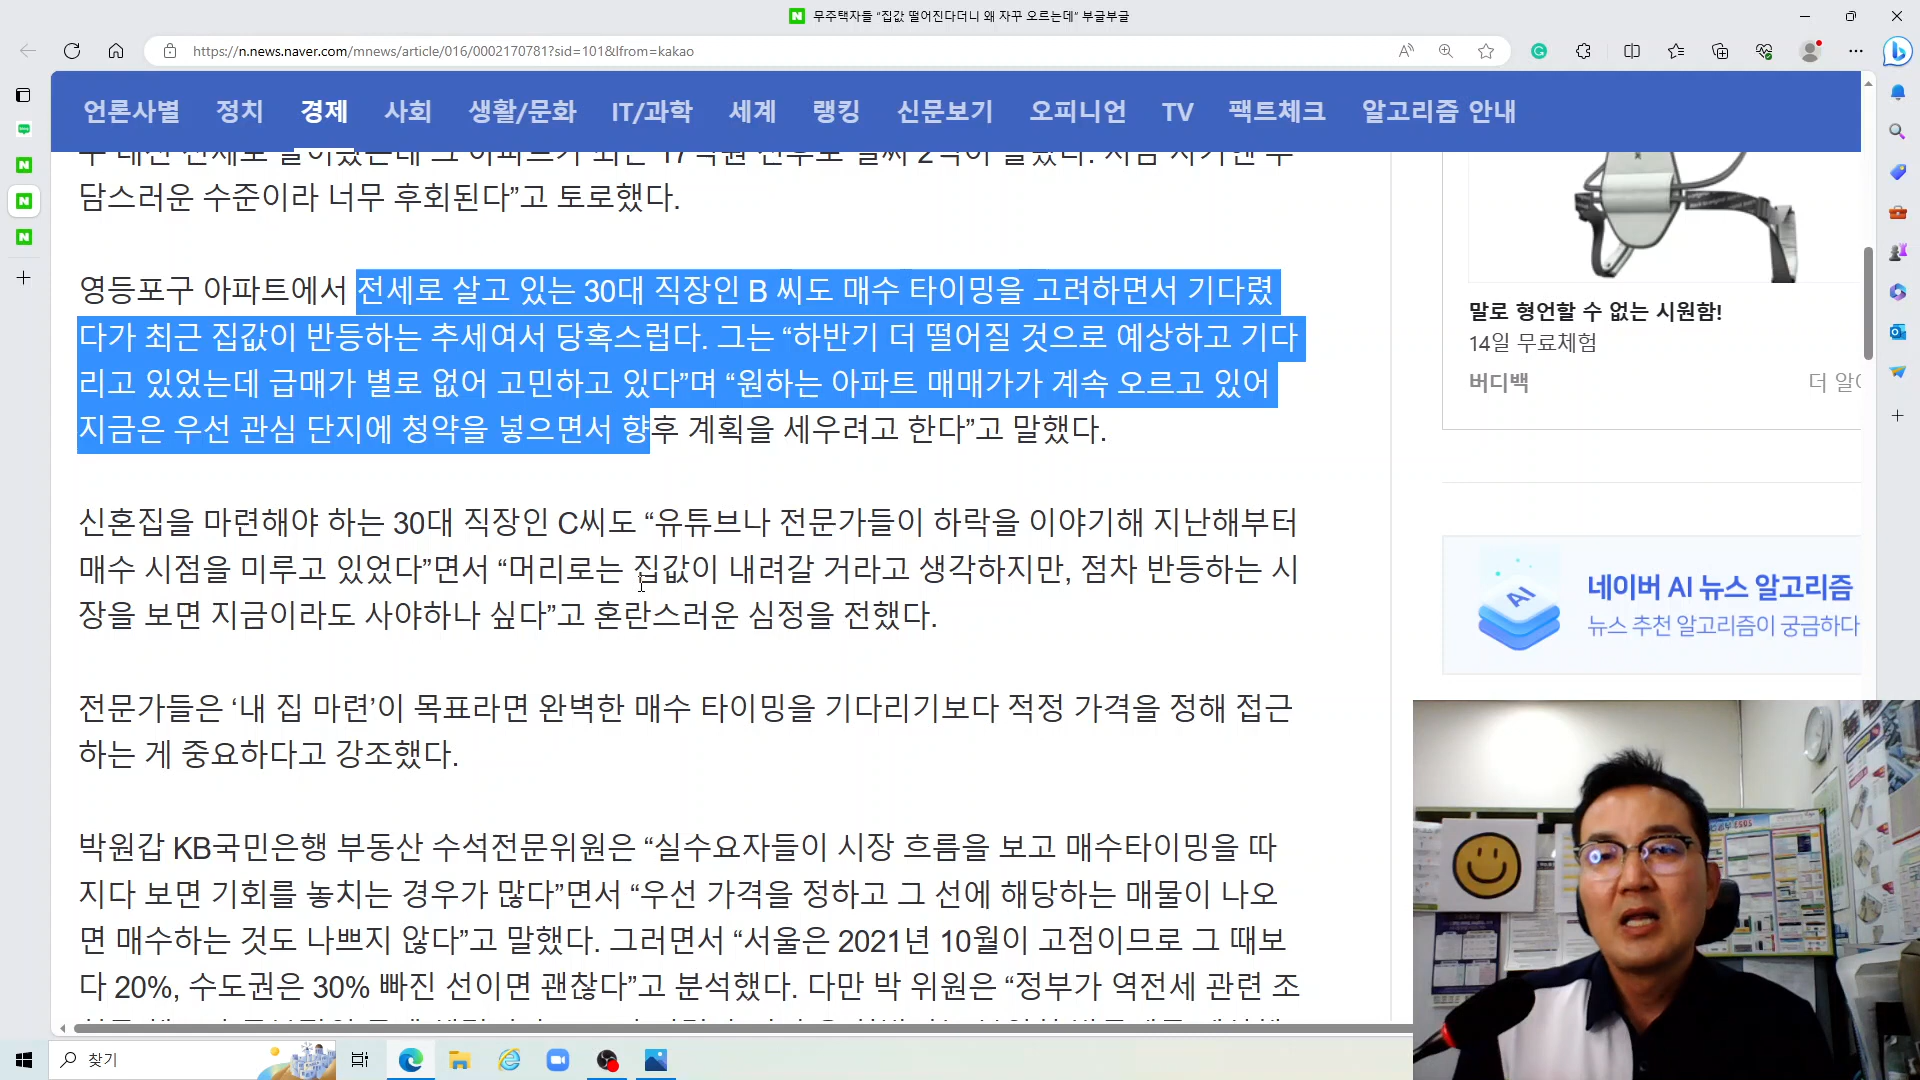 무주택자들 “집값 떨어진다더니 왜 자꾸 오르는데” 부글부글
https://n.news.naver.com/mnews/article/016/0002170781?sid=101&lfrom=kakao
언론사별 정치 경제 사회 생활/문화 IT/과학 세계 랭킹 신문보기 오피니언 TV 팩트체크 알고리즘 안내
담스러운 수준이라 너무 후회된다”고 토로했다.
영등포구 아파트에서 전세로 살고 있는 30대 직장인 B 씨도 매수 타이밍을 고려하면서 기다렸
다가 최근 집값이 반등하는 추세여서 당혹스럽다. 그는 “하반기 더 떨어질 것으로 예상하고 기다
리고 있었는데 급매가 별로 없어 고민하고 있다”며 “원하는 아파트 매매가가 계속 오르고 있어
지금은 우선 관심 단지에 청약을 넣으면서 향후 계획을 세우려고 한다”고 말했다.
신혼집을 마련해야 하는 30대 직장인 C씨도 “유튜브나 전문가들이 하락을 이야기해 지난해부터
매수 시점을 미루고 있었다”면서 “머리로는 집값이 내려갈 거라고 생각하지만, 점차 반등하는 시
장을 보면 지금이라도 사야하나 싶다”고 혼란스러운 심정을 전했다.
전문가들은 ‘내 집 마련’이 목표라면 완벽한 매수 타이밍을 기다리기보다 적정 가격을 정해 접근
하는 게 중요하다고 강조했다.
박원갑 KB국민은행 부동산 수석전문위원은 “실수요자들이 시장 흐름을 보고 매수타이밍을 따
지다 보면 기회를 놓치는 경우가 많다”면서 “우선 가격을 정하고 그 선에 해당하는 매물이 나오
면 매수하는 것도 나쁘지 않다”고 말했다. 그러면서 “서울은 2021년 10월이 고점이므로 그 때보
다 20%, 수도권은 30% 빠진 선이면 괜찮다”고 분석했다. 다만 박 위원은 “정부가 역전세 관련 조
말로 형언할 수 없는 시원함!
14일 무료체험
버디백
더 알
AI
네이버 AI 뉴스 알고리즘
뉴스 추천 알고리즘이 궁금하다
찾기